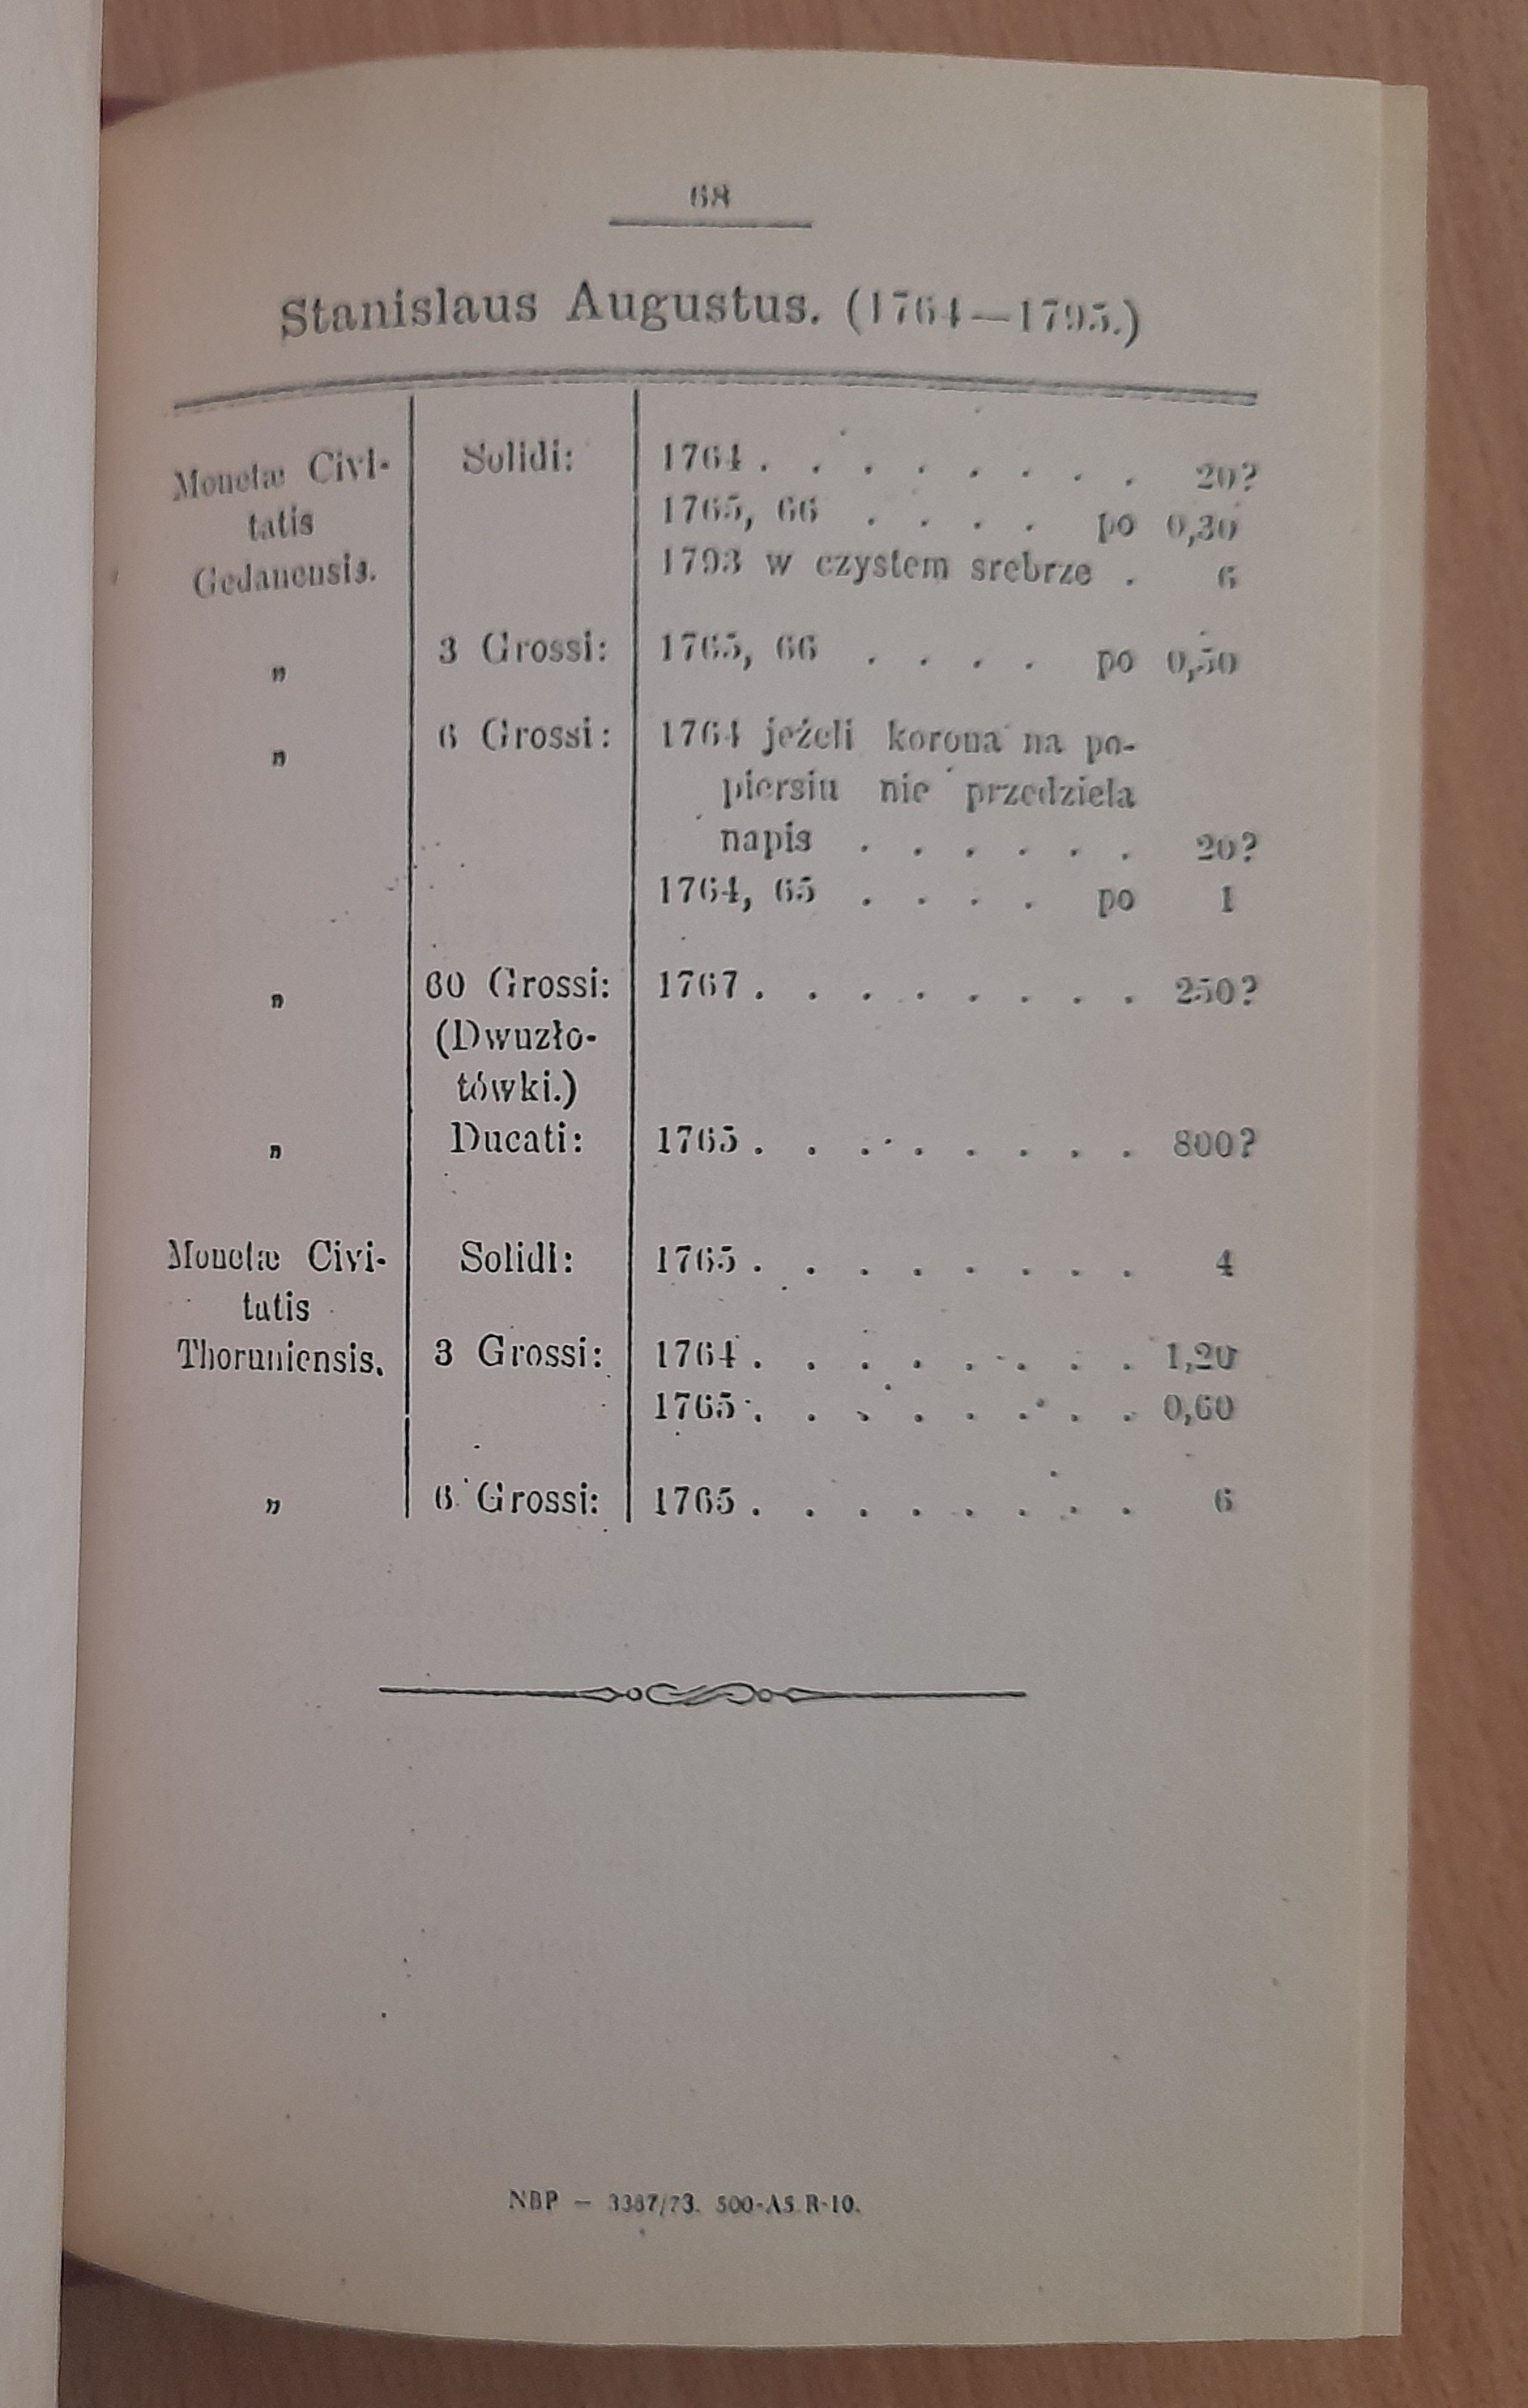 68
Stanislaus Augustus. (1764—1795.)
Monetæ Civi- Solidi: 1764 . . . . . . . . 20?
tatis 1765, 66 . . . . po 0,30
Gedanensis. 1793 w czystem srebrze . 6
„ 3 Grossi: 1765, 66 . . . . po 0,50
„ 6 Grossi: 1764 jeżeli korona na po-
piersiu nie przedziela
napis . . . . . . 20?
1764, 65 . . . . po 1
„ 60 Grossi: 1767 . . . . . . . . 250?
(Dwuzło-
tówki.)
„ Ducati: 1765 . . . . . . . . 800?
Monetæ Civi- Solidi: 1765 . . . . . . . . 4
tatis
Thoruniensis. 3 Grossi: 1764 . . . . . . . . 1,20
1765 . . . . . . . . 0,60
„ 6 Grossi: 1765 . . . . . . . . 6
NBP — 3387/73. 500-A5 R-10.